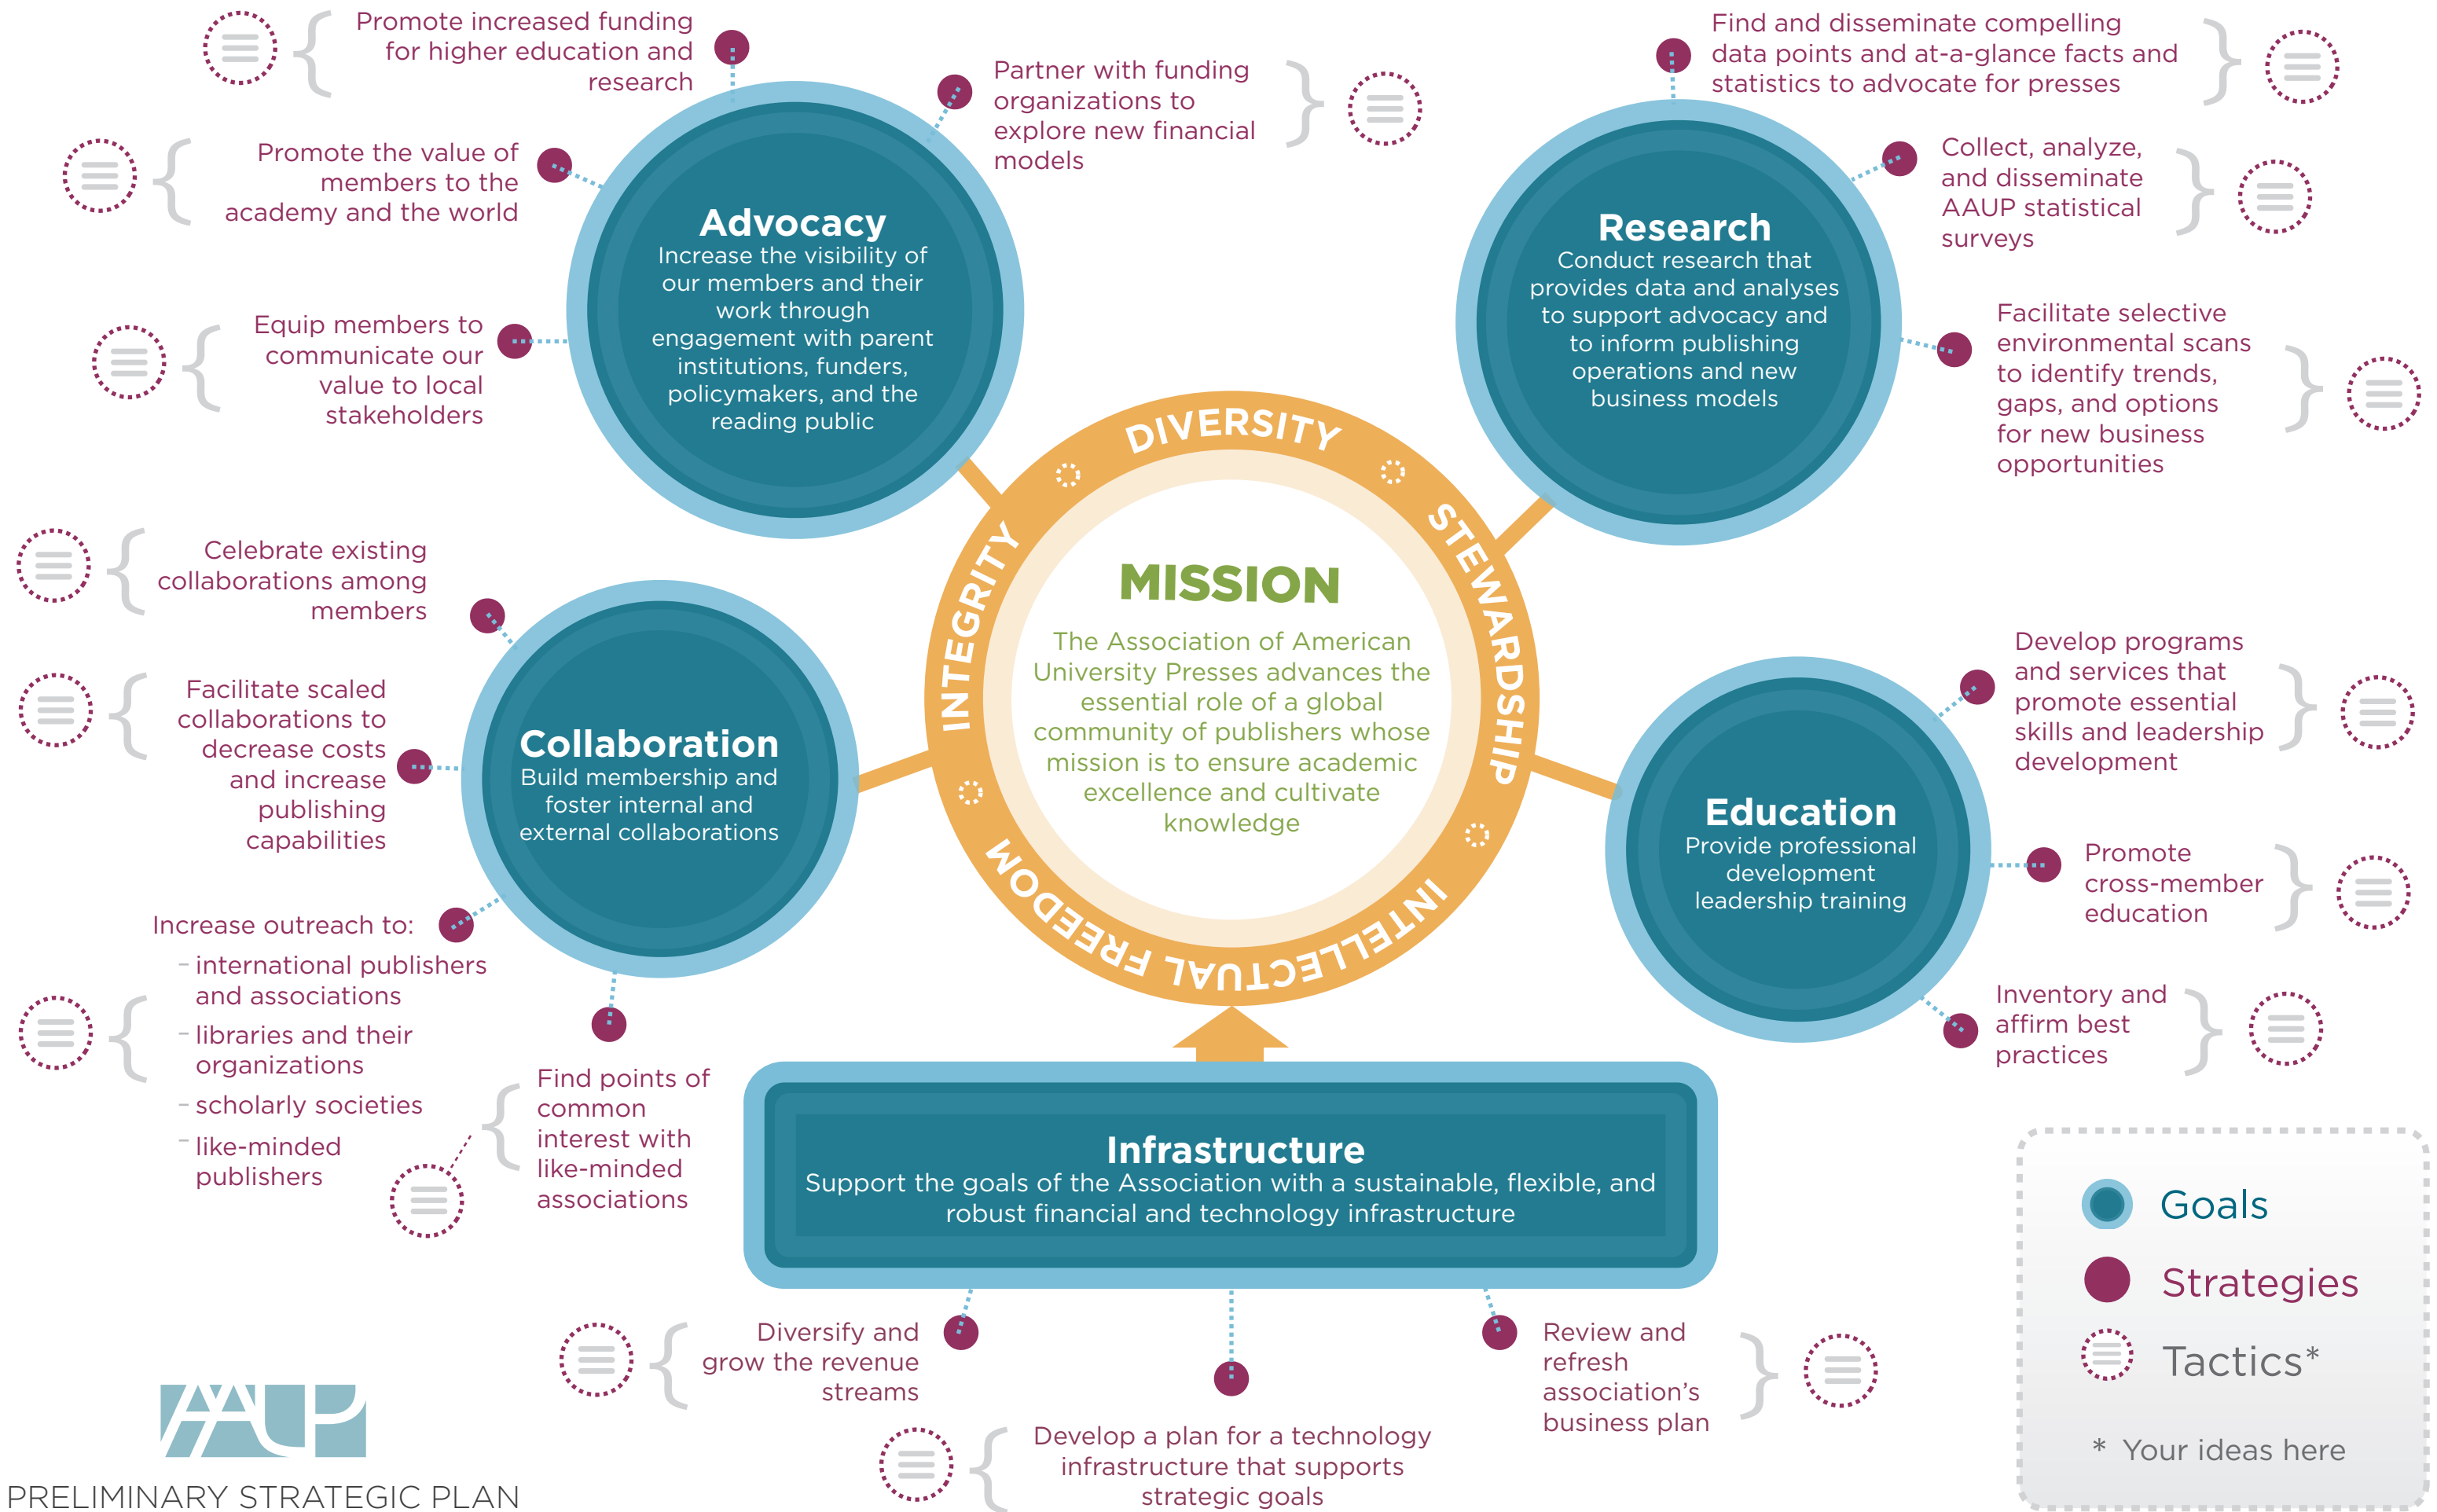 Promote increased funding
for higher education and
research
Partner with funding
organizations to
explore new financial
models
Promote the value of
members to the
academy and the world
Equip members to
communicate our
value to local
stakeholders
Advocacy
Increase the visibility of
our members and their
work through
engagement with parent
institutions, funders,
policymakers, and the
reading public
Find and disseminate compelling
data points and at-a-glance facts and
statistics to advocate for presses
Collect, analyze,
and disseminate
AAUP statistical
surveys
Facilitate selective
environmental scans
to identify trends,
gaps, and options
for new business
opportunities
Research
Conduct research that
provides data and analyses
to support advocacy and
to inform publishing
operations and new
business models
DIVERSITY
STEWARDSHIP
INTELLECTUAL FREEDOM
INTEGRITY
MISSION
The Association of American
University Presses advances the
essential role of a global
community of publishers whose
mission is to ensure academic
excellence and cultivate
knowledge
Celebrate existing
collaborations among
members
Facilitate scaled
collaborations to
decrease costs
and increase
publishing
capabilities
Collaboration
Build membership and
foster internal and
external collaborations
Increase outreach to:
– international publishers
and associations
– libraries and their
organizations
– scholarly societies
– like-minded
publishers
Find points of
common
interest with
like-minded
associations
Develop programs
and services that
promote essential
skills and leadership
development
Education
Provide professional
development
leadership training
Promote
cross-member
education
Inventory and
affirm best
practices
Infrastructure
Support the goals of the Association with a sustainable, flexible, and
robust financial and technology infrastructure
Diversify and
grow the revenue
streams
Develop a plan for a technology
infrastructure that supports
strategic goals
Review and
refresh
association’s
business plan
Goals
Strategies
Tactics*
* Your ideas here
AAUP
PRELIMINARY STRATEGIC PLAN